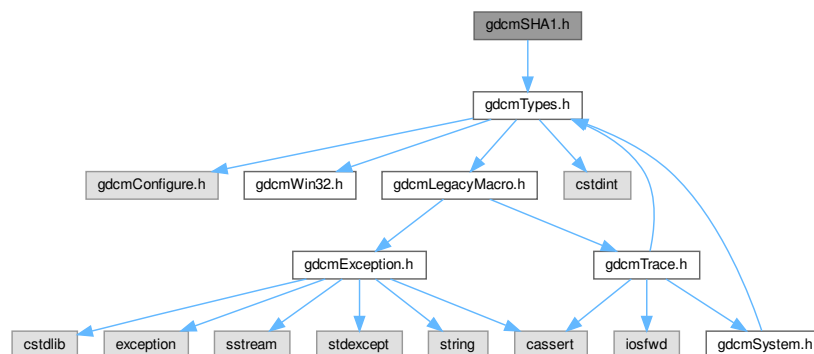 gdcmSHA1.h
gdcmTypes.h
gdcmConfigure.h
gdcmWin32.h
gdcmLegacyMacro.h
cstdint
gdcmException.h
gdcmTrace.h
cstdlib
exception
sstream
stdexcept
string
cassert
iosfwd
gdcmSystem.h